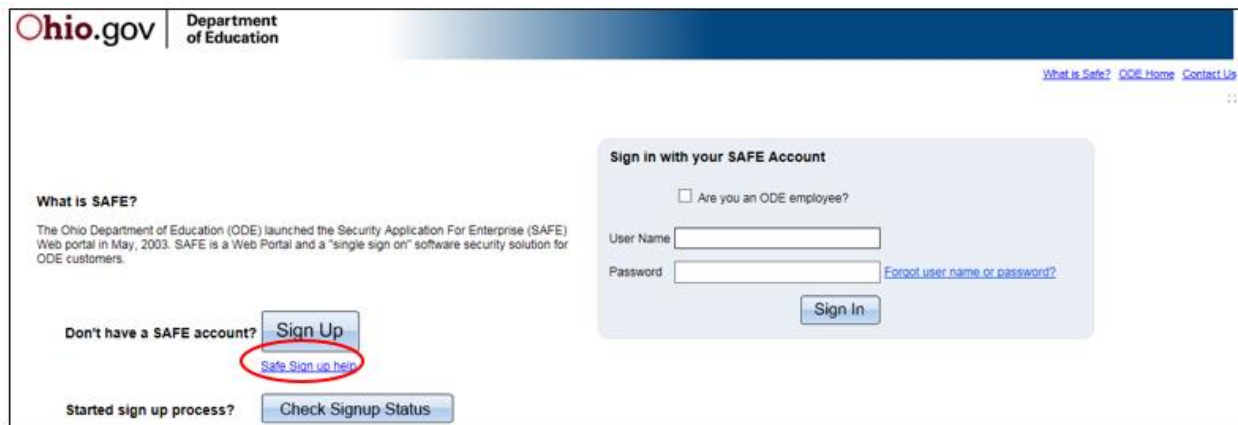 Ohio.gov
Department
of Education
What is Safe? ODE Home Contact Us
What is SAFE?
The Ohio Department of Education (ODE) launched the Security Application For Enterprise (SAFE)
Web portal in May, 2003. SAFE is a Web Portal and a "single sign on" software security solution for
ODE customers.
Don't have a SAFE account? Sign Up
Safe Sign up help
Started sign up process? Check Signup Status
Sign in with your SAFE Account
Are you an ODE employee?
User Name
Password Forgot user name or password?
Sign In